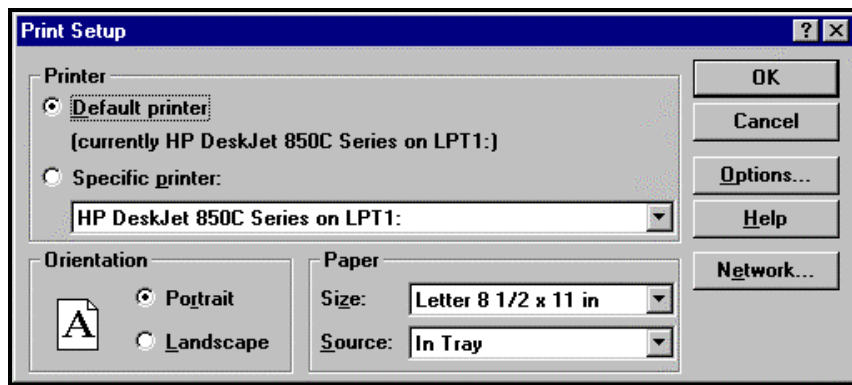 Print Setup
Printer
Default printer
(currently HP DeskJet 850C Series on LPT1:)
Specific printer:
HP DeskJet 850C Series on LPT1:
OK
Cancel
Options...
Help
Network...
Orientation
A
Portrait
Landscape
Paper
Size: Letter 8 1/2 x 11 in
Source: In Tray